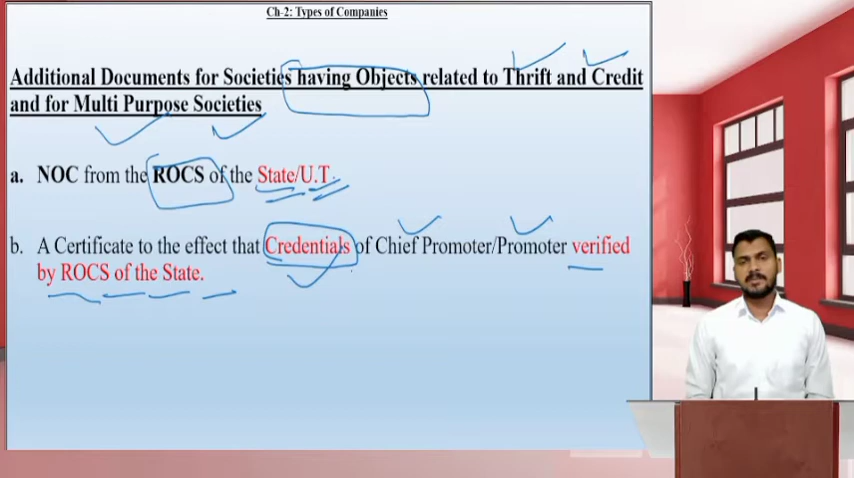 Ch-2: Types of Companies
Additional Documents for Societies having Objects related to Thrift and Credit
and for Multi Purpose Societies
a. NOC from the ROCS of the State/U.T.
b. A Certificate to the effect that Credentials of Chief Promoter/Promoter verified
by ROCS of the State.